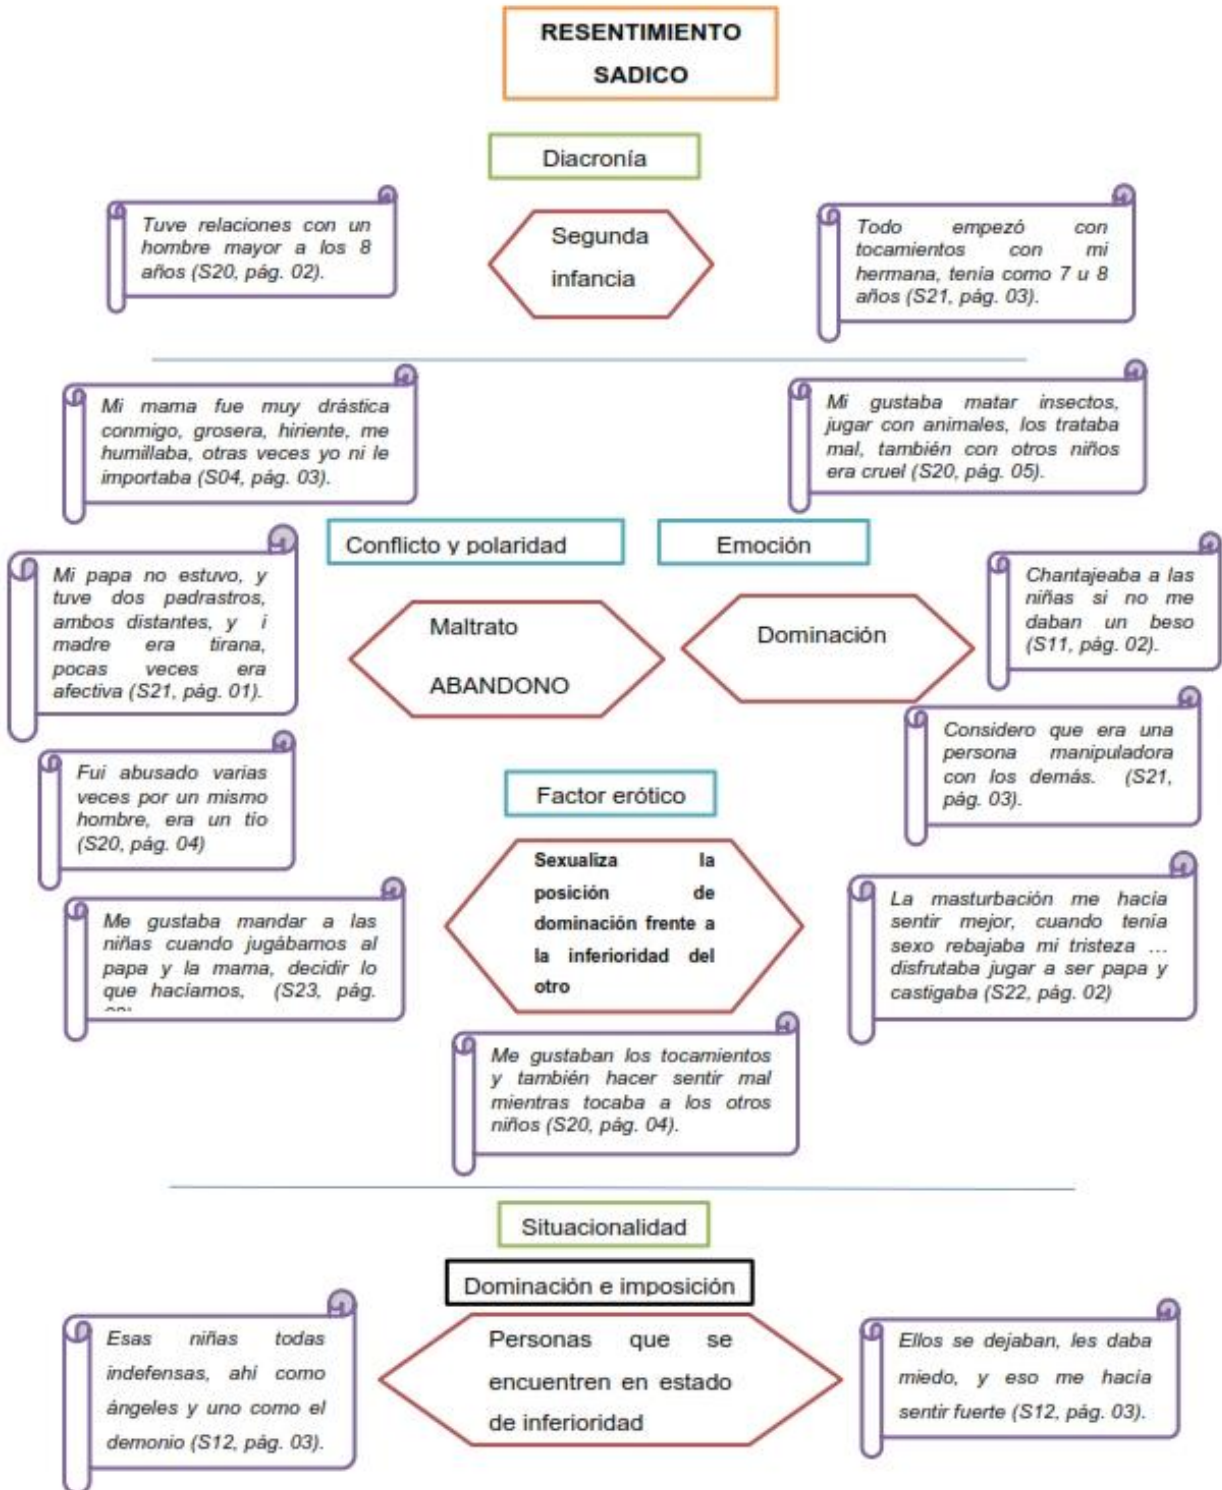 RESENTIMIENTO
SADICO
Diacronía
Tuve relaciones con un
hombre mayor a los 8
años (S20, pág. 02).
Segunda
infancia
Todo empezó con
tocamientos con mi
hermana, tenía como 7 u 8
años (S21, pág. 03).
Mi mama fue muy drástica
conmigo, grosera, hiriente, me
humillaba, otras veces yo ni le
importaba (S04, pág. 03).
Mi gustaba matar insectos,
jugar con animales, los trataba
mal, también con otros niños
era cruel (S20, pág. 05).
Conflicto y polaridad
Emoción
Mi papa no estuvo, y
tuve dos padrastros,
ambos distantes, y i
madre era tirana,
pocas veces era
afectiva (S21, pág. 01).
Maltrato
ABANDONO
Dominación
Chantajeaba a las
niñas si no me
daban un beso
(S11, pág. 02).
Considero que era una
persona manipuladora
con los demás. (S21,
pág. 03).
Fui abusado varias
veces por un mismo
hombre, era un tío
(S20, pág. 04)
Factor erótico
Sexualiza la
posición de
dominación frente a
la inferioridad del
otro
Me gustaba mandar a las
niñas cuando jugábamos al
papa y la mama, decidir lo
que hacíamos, (S23, pág.
La masturbación me hacía
sentir mejor, cuando tenía
sexo rebajaba mi tristeza …
disfrutaba jugar a ser papa y
castigaba (S22, pág. 02)
Me gustaban los tocamientos
y también hacer sentir mal
mientras tocaba a los otros
niños (S20, pág. 04).
Situacionalidad
Dominación e imposición
Esas niñas todas
indefensas, ahí como
ángeles y uno como el
demonio (S12, pág. 03).
Personas que se
encuentren en estado
de inferioridad
Ellos se dejaban, les daba
miedo, y eso me hacía
sentir fuerte (S12, pág. 03).